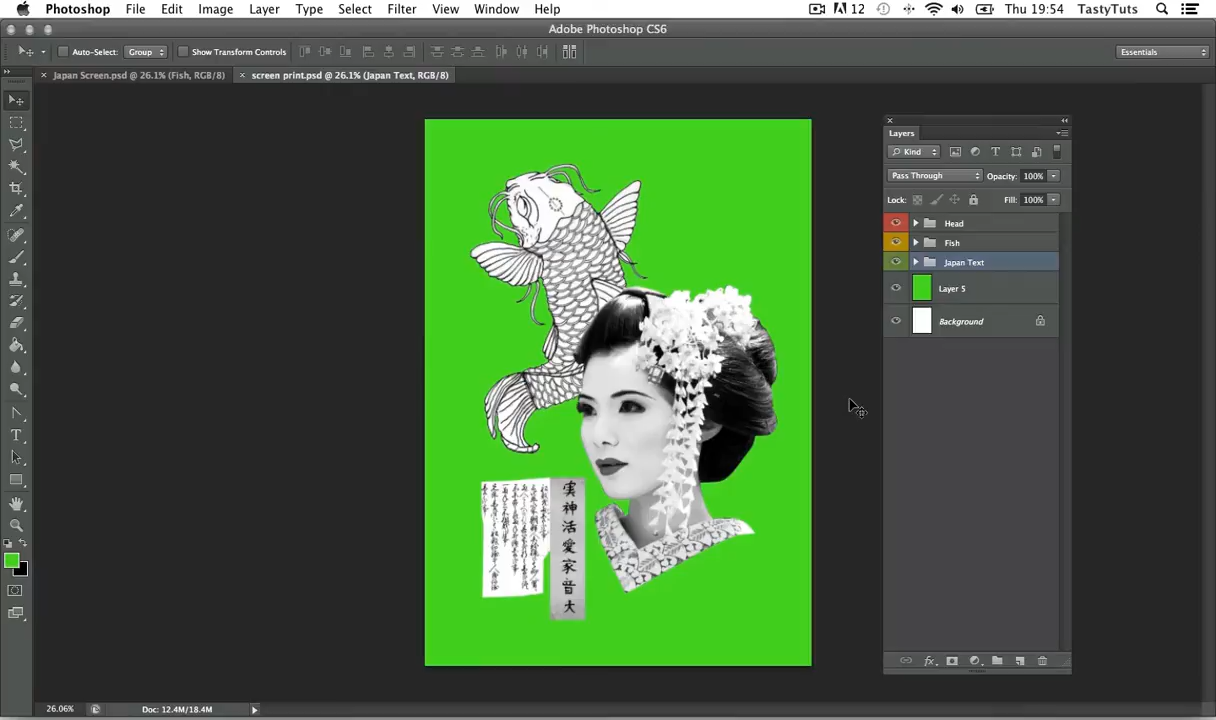 Photoshop File Edit Image Layer Type Select Filter View Window Help 12 Thu 19:54 TastyTuts
Adobe Photoshop CS6
Auto-Select: Group Show Transform Controls Essentials
Japan Screen.psd @ 26.1% (Fish, RGB/8) screen print.psd @ 26.1% (Japan Text, RGB/8)
Layers
Kind
Pass Through Opacity: 100%
Lock: Fill: 100%
Head
Fish
Japan Text
Layer 5
Background
実
神
活
愛
家
音
大
26.06% Doc: 12.4M/18.4M